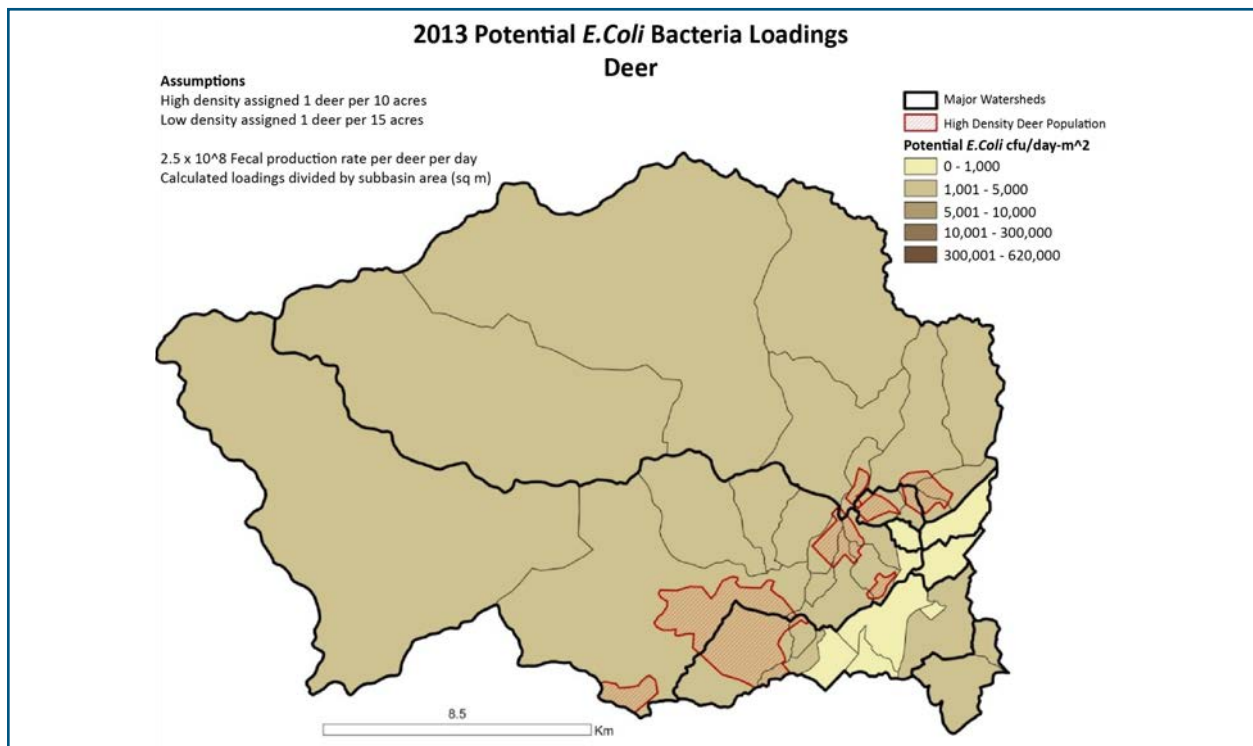 2013 Potential E.Coli Bacteria Loadings
Deer
Assumptions
High density assigned 1 deer per 10 acres
Low density assigned 1 deer per 15 acres
2.5 x 10^8 Fecal production rate per deer per day
Calculated loadings divided by subbasin area (sq m)
Major Watersheds
High Density Deer Population
Potential E.Coli cfu/day-m^2
0 - 1,000
1,001 - 5,000
5,001 - 10,000
10,001 - 300,000
300,001 - 620,000
8.5
Km